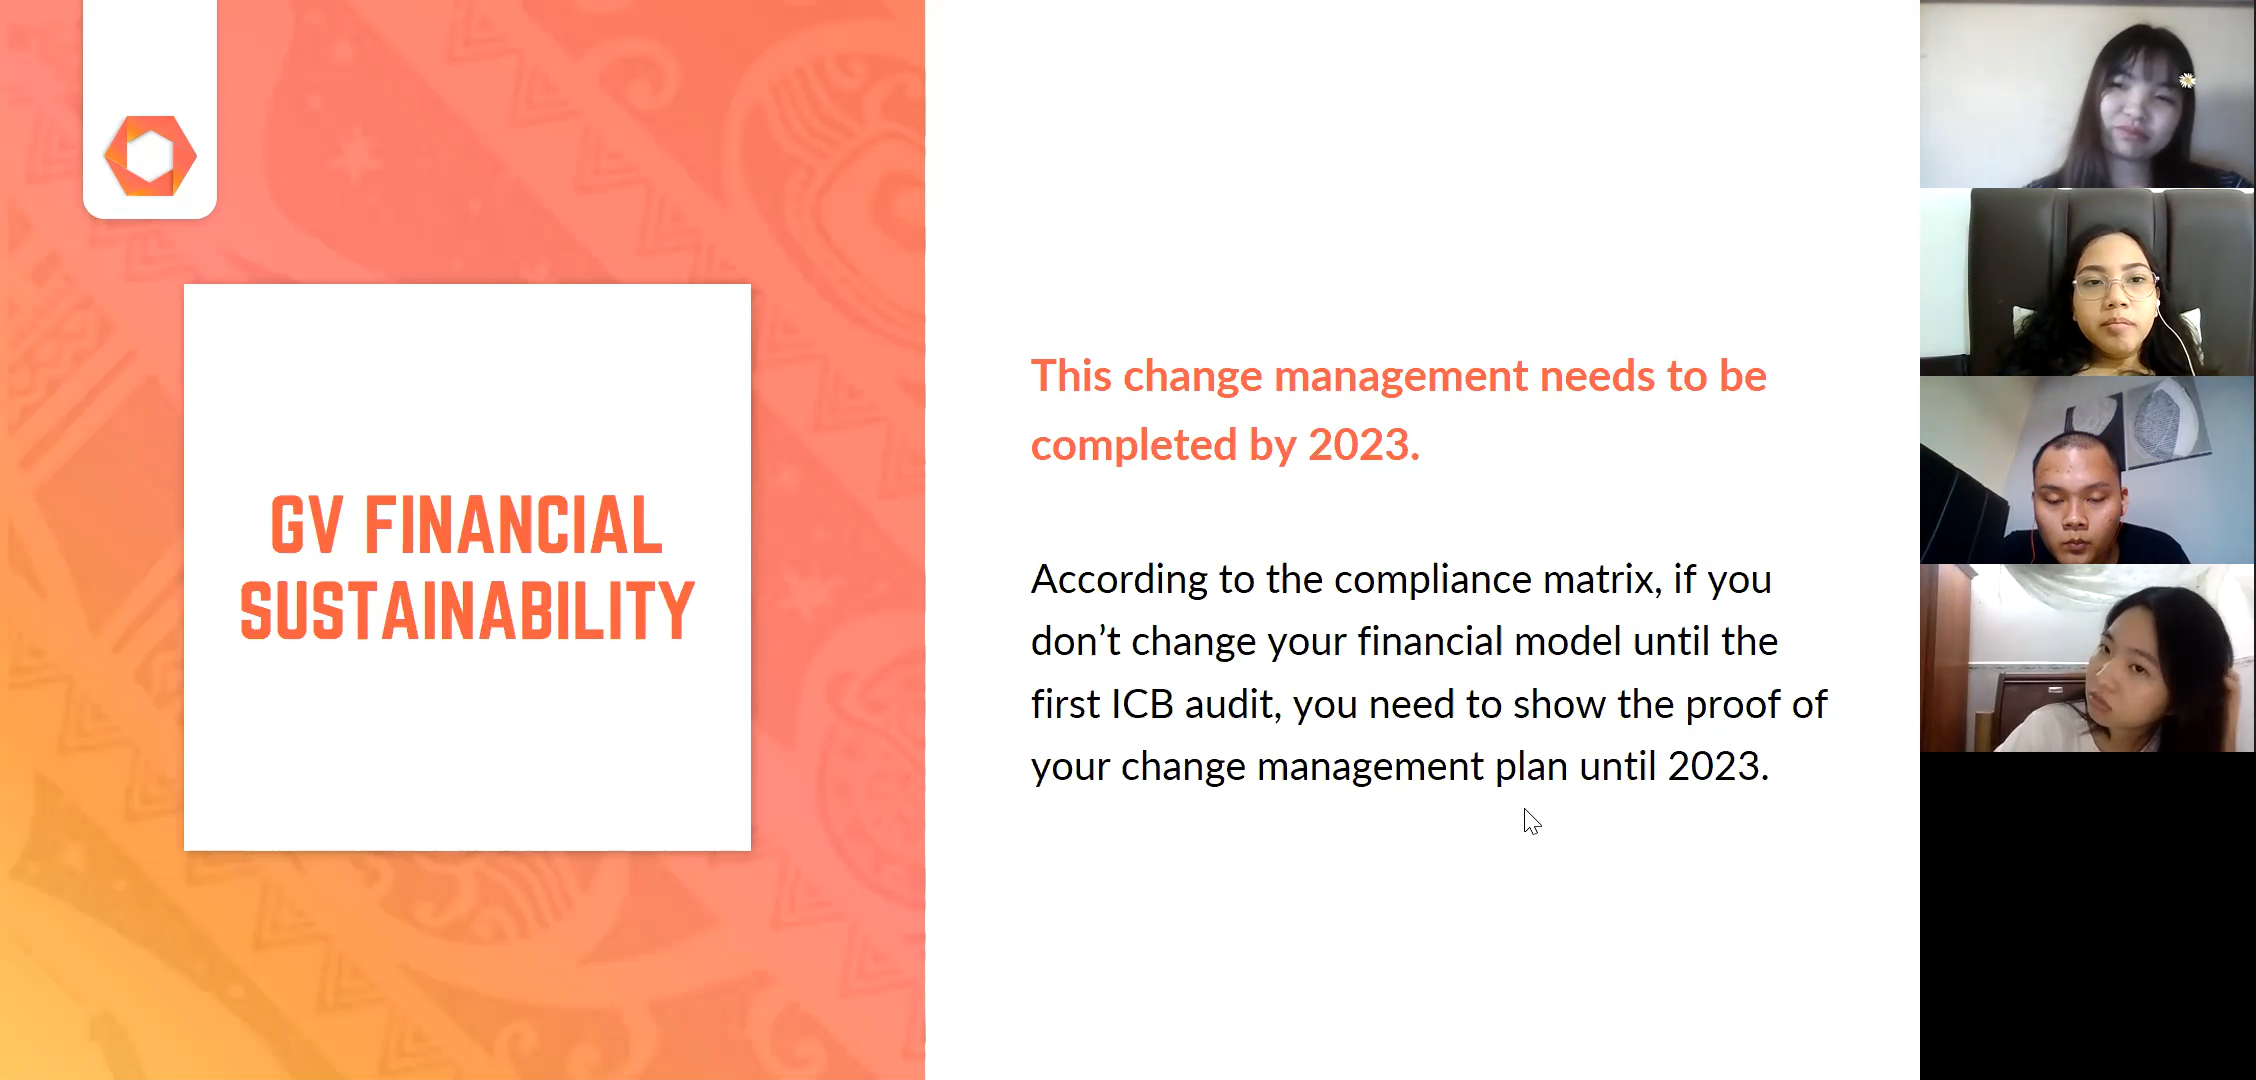 GV FINANCIAL
SUSTAINABILITY
This change management needs to be
completed by 2023.
According to the compliance matrix, if you
don’t change your financial model until the
first ICB audit, you need to show the proof of
your change management plan until 2023.